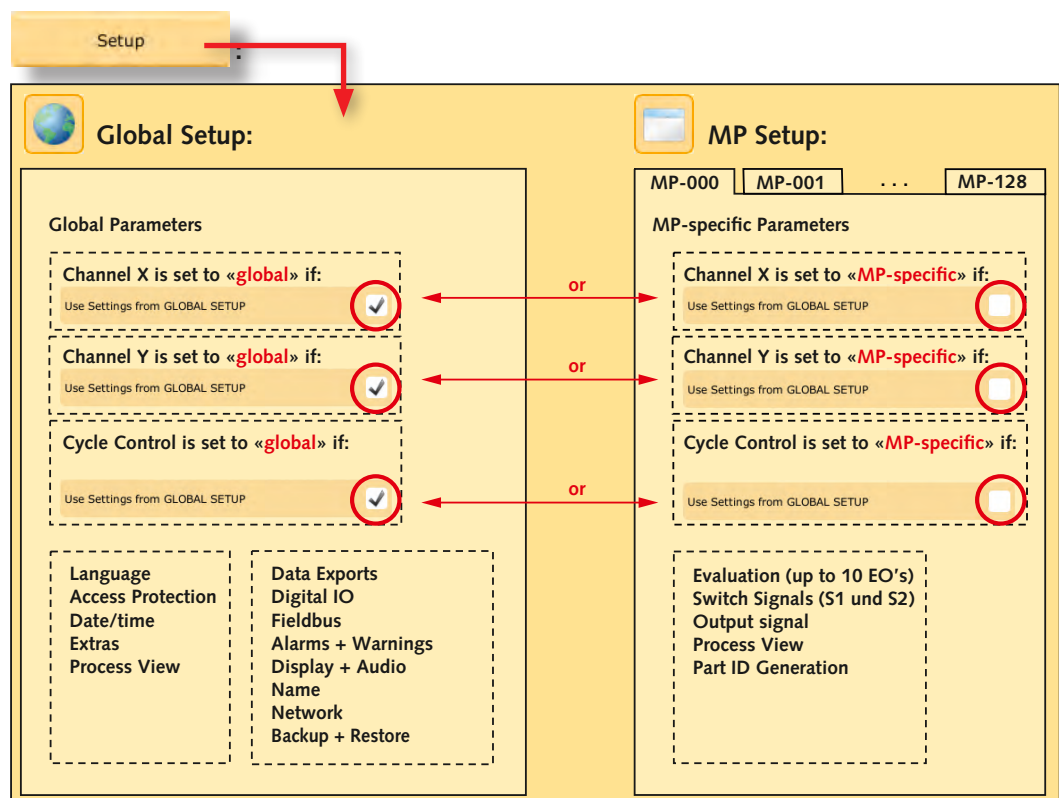 Setup
:
Global Setup:
Global Parameters
Channel X is set to «global» if:
Use Settings from GLOBAL SETUP
Channel Y is set to «global» if:
Use Settings from GLOBAL SETUP
Cycle Control is set to «global» if:
Use Settings from GLOBAL SETUP
Language
Access Protection
Date/time
Extras
Process View
Data Exports
Digital IO
Fieldbus
Alarms + Warnings
Display + Audio
Name
Network
Backup + Restore
or
or
or
MP Setup:
MP-000 MP-001 . . . MP-128
MP-specific Parameters
Channel X is set to «MP-specific» if:
Use Settings from GLOBAL SETUP
Channel Y is set to «MP-specific» if:
Use Settings from GLOBAL SETUP
Cycle Control is set to «MP-specific» if:
Use Settings from GLOBAL SETUP
Evaluation (up to 10 EO's)
Switch Signals (S1 und S2)
Output signal
Process View
Part ID Generation